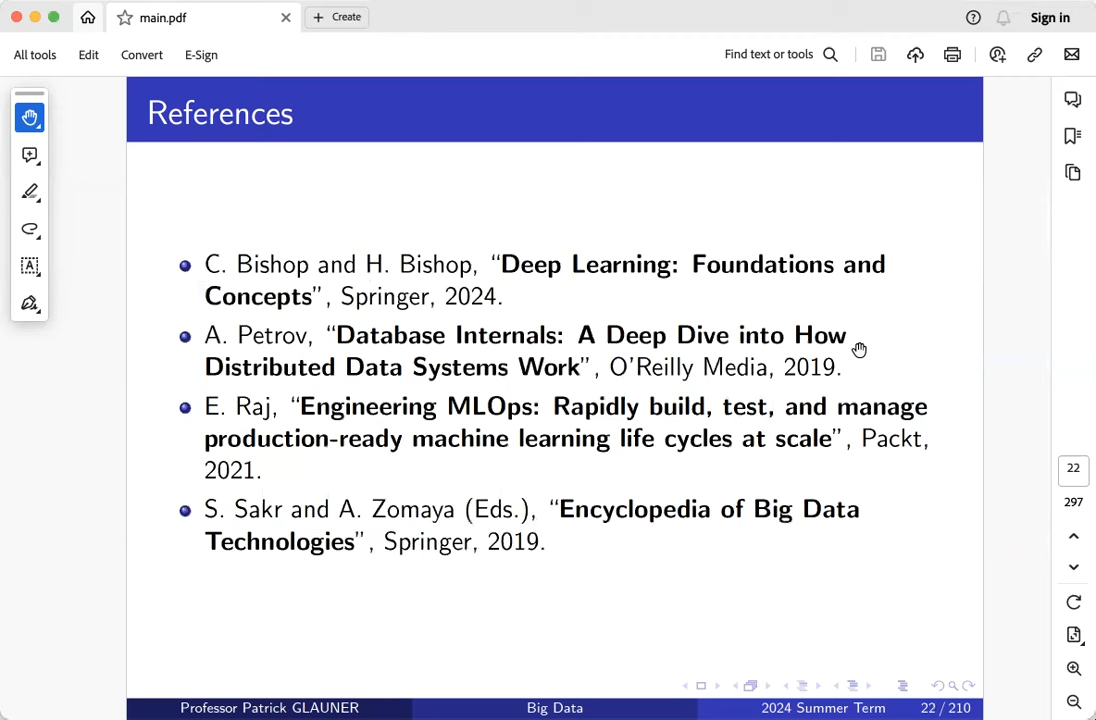 main.pdf
Create
Sign in
All tools
Edit
Convert
E-Sign
Find text or tools
References
C. Bishop and H. Bishop, “Deep Learning: Foundations and
Concepts”, Springer, 2024.
A. Petrov, “Database Internals: A Deep Dive into How
Distributed Data Systems Work”, O’Reilly Media, 2019.
E. Raj, “Engineering MLOps: Rapidly build, test, and manage
production-ready machine learning life cycles at scale”, Packt,
2021.
S. Sakr and A. Zomaya (Eds.), “Encyclopedia of Big Data
Technologies”, Springer, 2019.
22
297
Professor Patrick GLAUNER
Big Data
2024 Summer Term
22 / 210